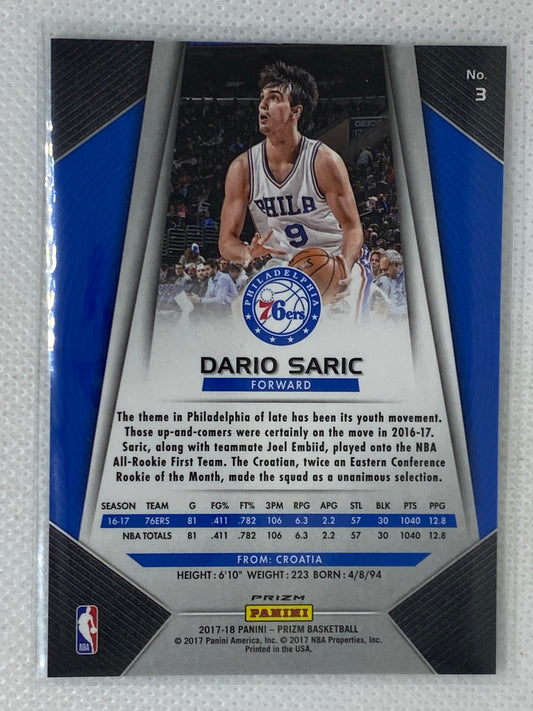 No.
3
GEICO
PHILA
9
PHILADELPHIA
76ers
DARIO SARIC
FORWARD
The theme in Philadelphia of late has been its youth movement.
Those up-and-comers were certainly on the move in 2016-17.
Saric, along with teammate Joel Embiid, played onto the NBA
All-Rookie First Team. The Croatian, twice an Eastern Conference
Rookie of the Month, made the squad as a unanimous selection.
SEASON TEAM G FG% FT% 3PM RPG APG STL BLK PTS PPG
16-17 76ERS 81 .411 .782 106 6.3 2.2 57 30 1040 12.8
NBA TOTALS 81 .411 .782 106 6.3 2.2 57 30 1040 12.8
FROM: CROATIA
HEIGHT: 6'10" WEIGHT: 223 BORN: 4/8/94
PRIZM
PANINI
NBA
2017-18 PANINI – PRIZM BASKETBALL
© 2017 Panini America, Inc. © 2017 NBA Properties, Inc.
Printed in the USA.